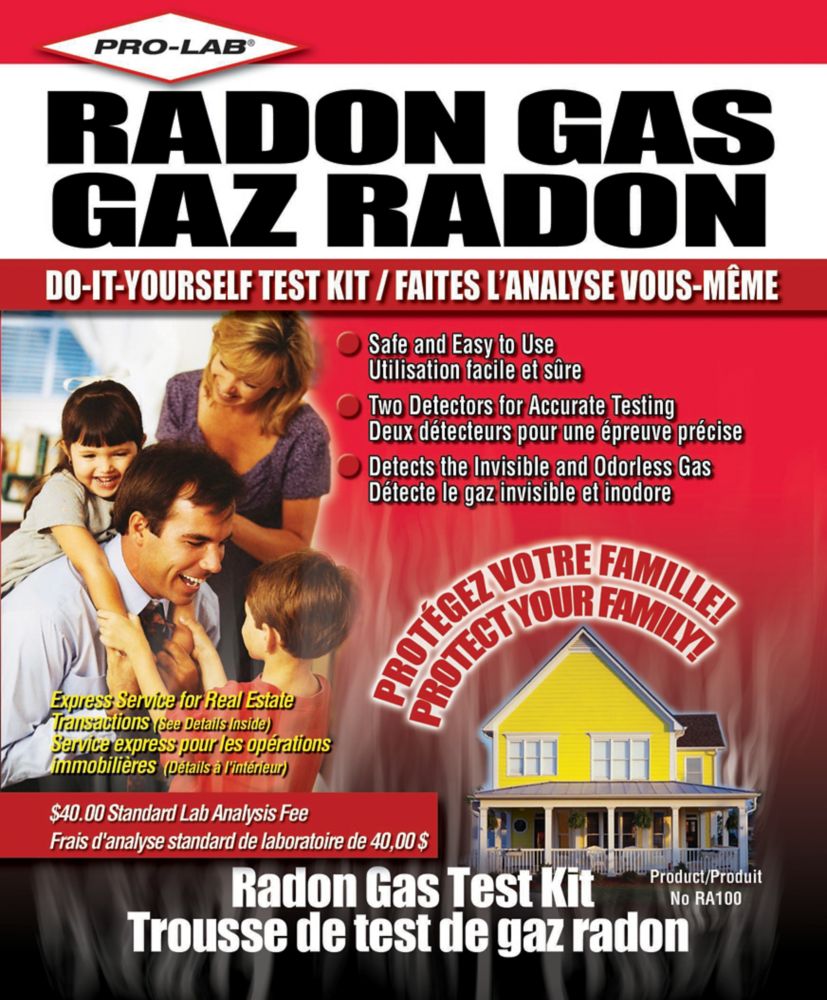 PRO-LAB®
RADON GAS
GAZ RADON
DO-IT-YOURSELF TEST KIT / FAITES L'ANALYSE VOUS-MÊME
Safe and Easy to Use
Utilisation facile et sûre
Two Detectors for Accurate Testing
Deux détecteurs pour une épreuve précise
Detects the Invisible and Odorless Gas
Détecte le gaz invisible et inodore
PROTÉGEZ VOTRE FAMILLE!
PROTECT YOUR FAMILY!
Express Service for Real Estate
Transactions (See Details Inside)
Service express pour les opérations
immobilières (Détails à l'intérieur)
$40.00 Standard Lab Analysis Fee
Frais d'analyse standard de laboratoire de 40,00 $
Radon Gas Test Kit
Trousse de test de gaz radon
Product/Produit
No RA100